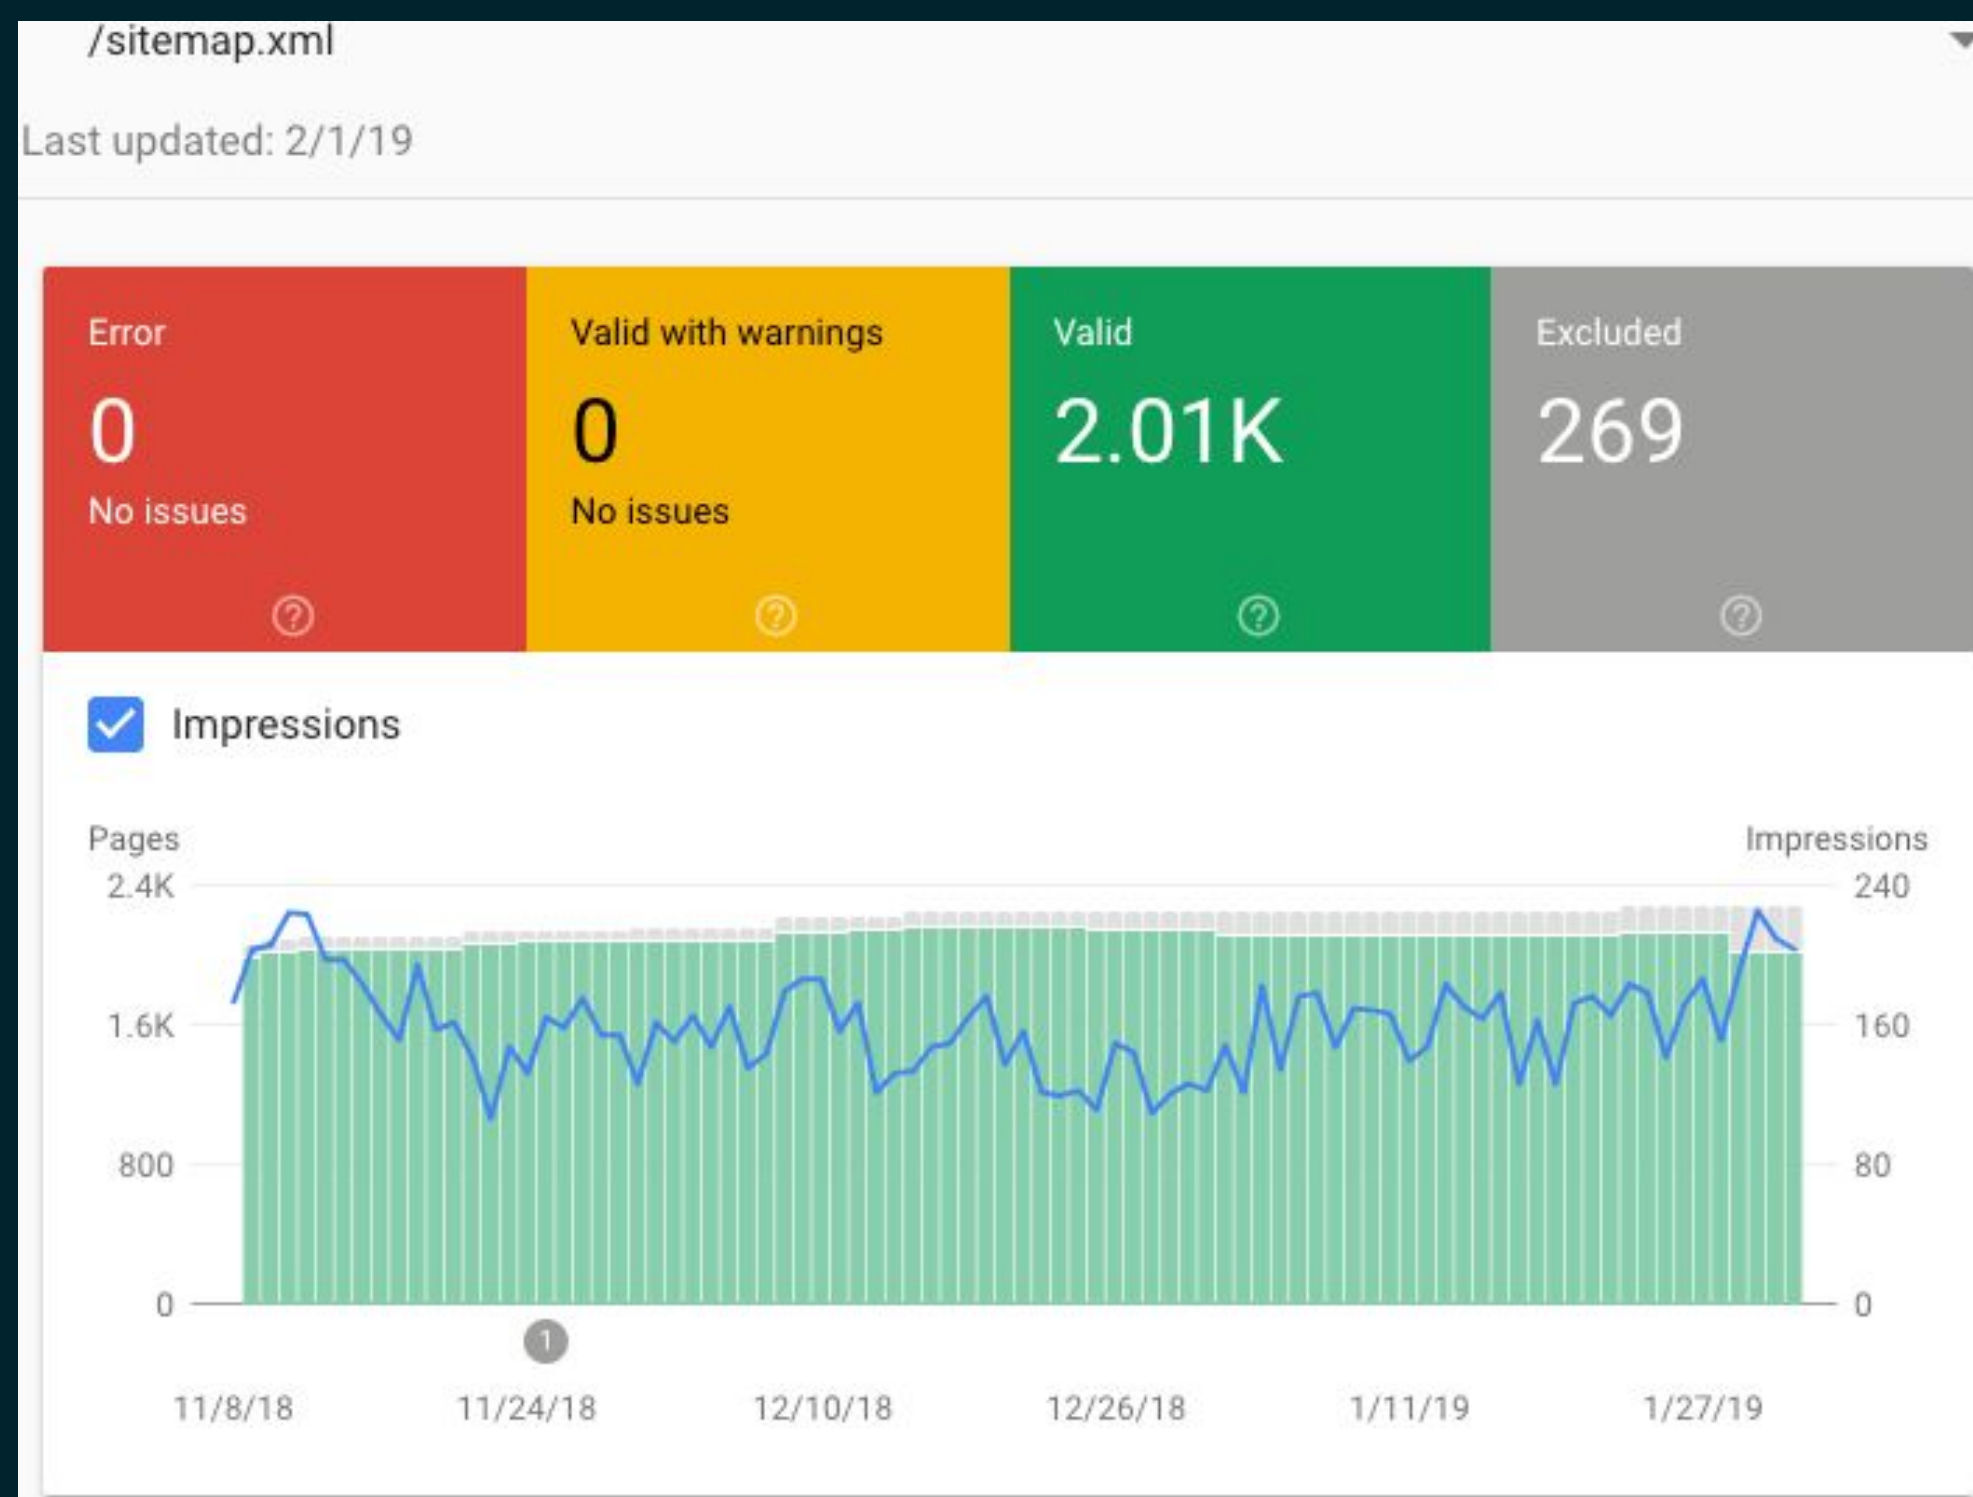 /sitemap.xml
Last updated: 2/1/19
Error
0
No issues
Valid with warnings
0
No issues
Valid
2.01K
Excluded
269
Impressions
Pages
Impressions
2.4K
240
1.6K
160
800
80
0
0
1
11/8/18 11/24/18 12/10/18 12/26/18 1/11/19 1/27/19